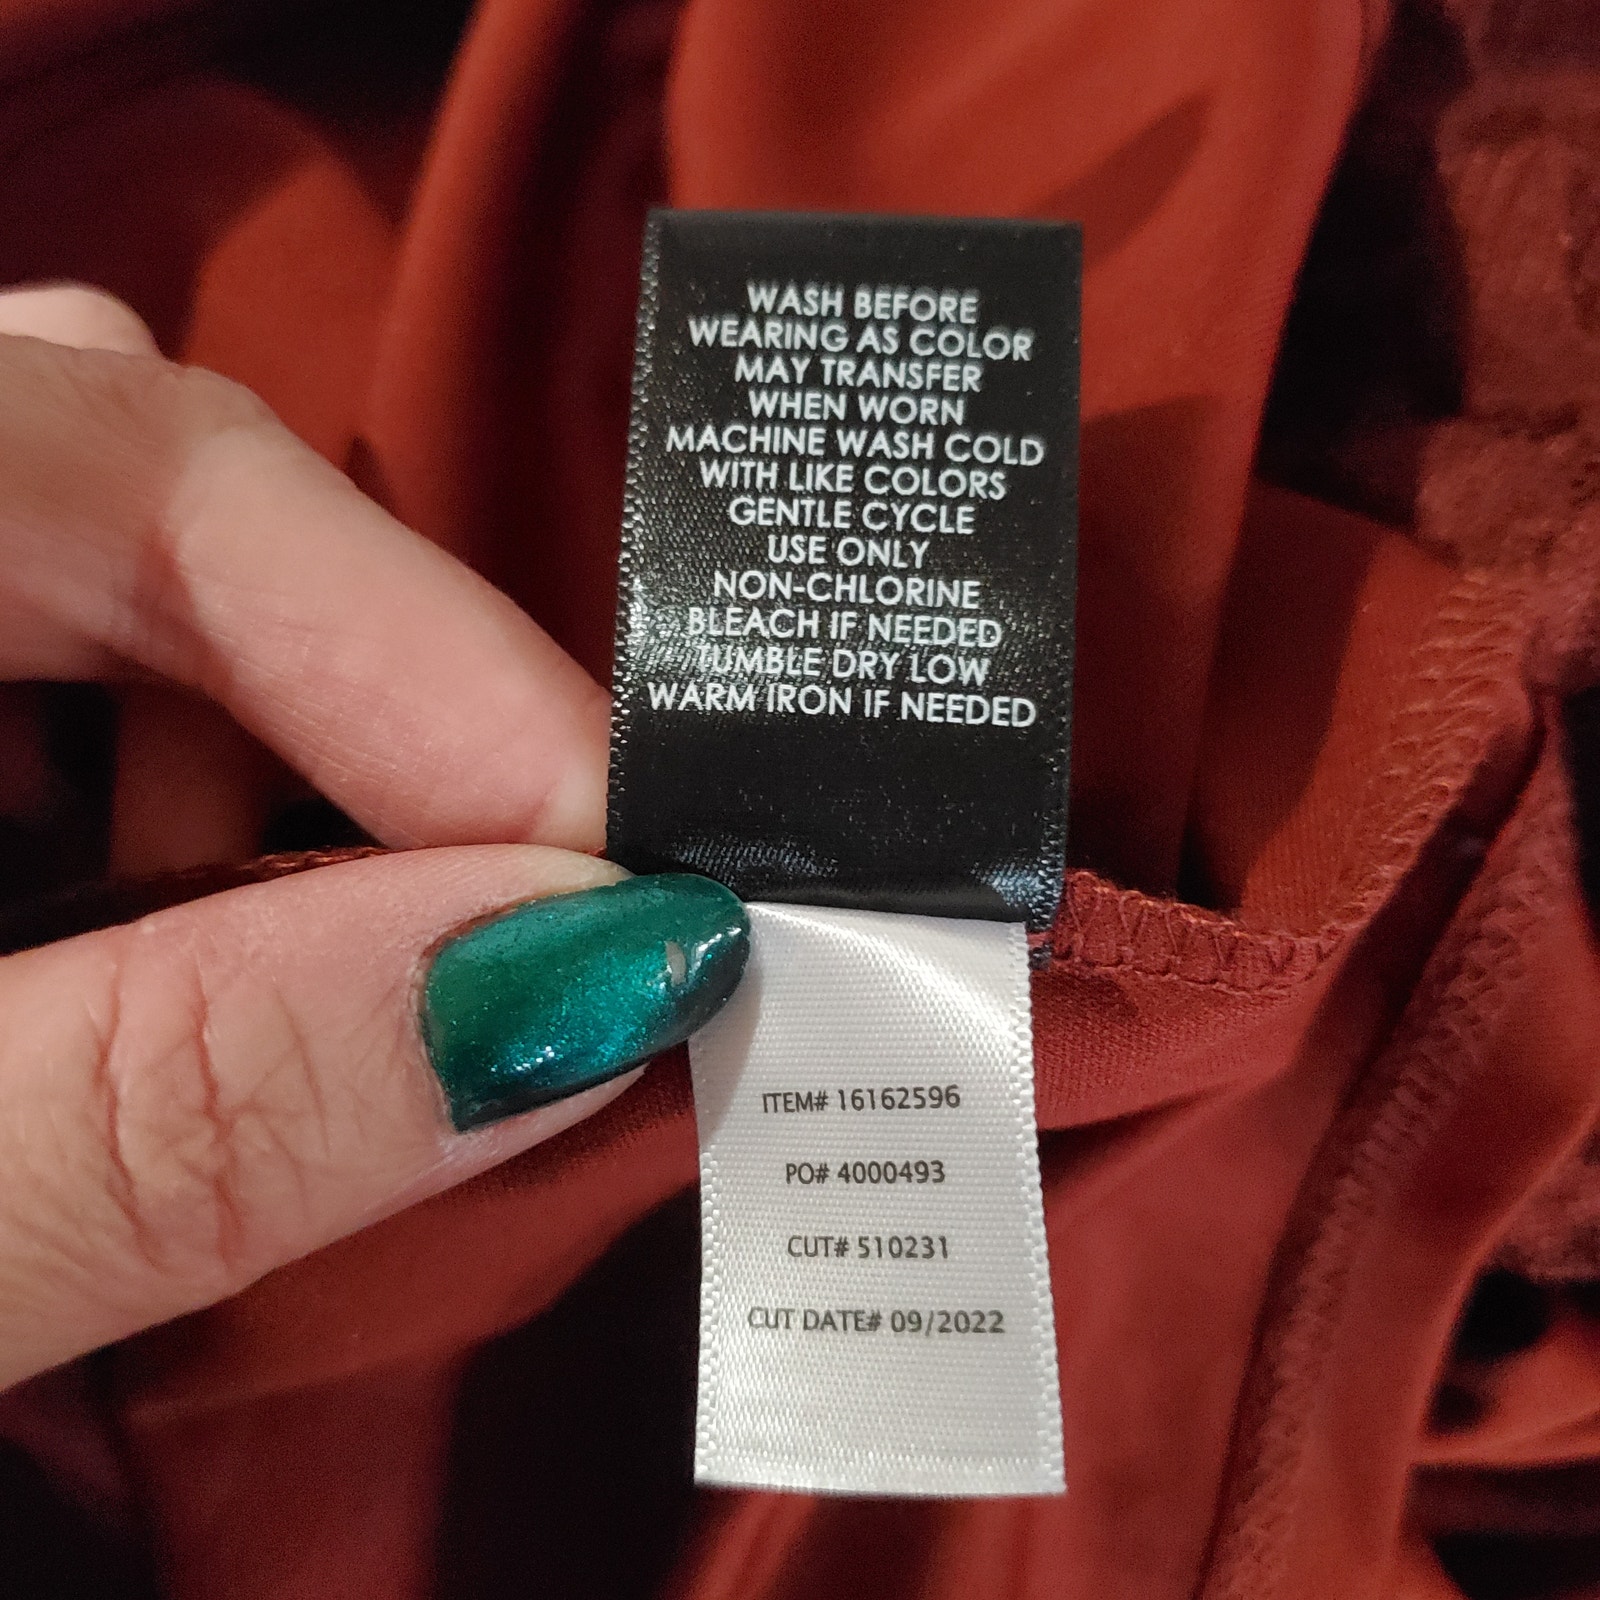 WASH BEFORE
WEARING AS COLOR
MAY TRANSFER
WHEN WORN
MACHINE WASH COLD
WITH LIKE COLORS
GENTLE CYCLE
USE ONLY
NON-CHLORINE
BLEACH IF NEEDED
TUMBLE DRY LOW
WARM IRON IF NEEDED
ITEM# 16162596
PO# 4000493
CUT# 510231
CUT DATE# 09/2022